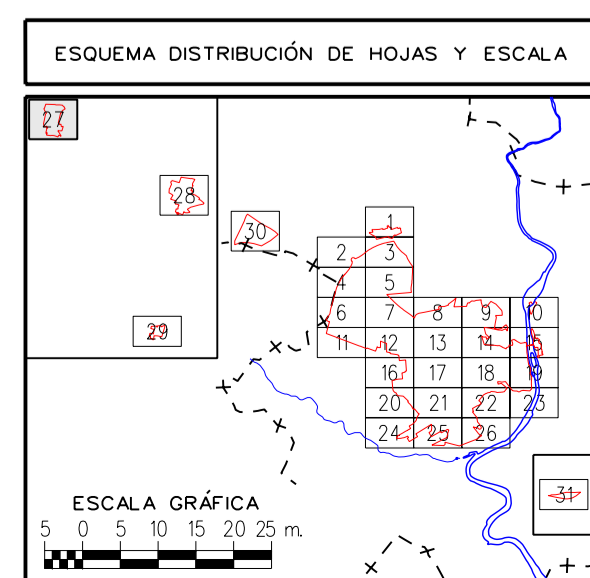 ESQUEMA DISTRIBUCIÓN DE HOJAS Y ESCALA
27
28
30
1
2 3
4 5
6 7 8 9 10
29
11 12 13 14 15
16 17 18 19
20 21 22 23
24 25 26
31
ESCALA GRÁFICA
5 0 5 10 15 20 25 m.